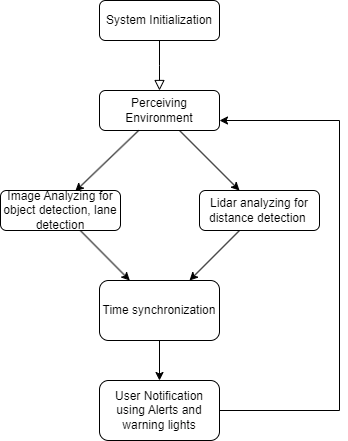 System Initialization
Perceiving
Environment
Image Analyzing for
object detection, lane
detection
Lidar analyzing for
distance detection
Time synchronization
User Notification
using Alerts and
warning lights